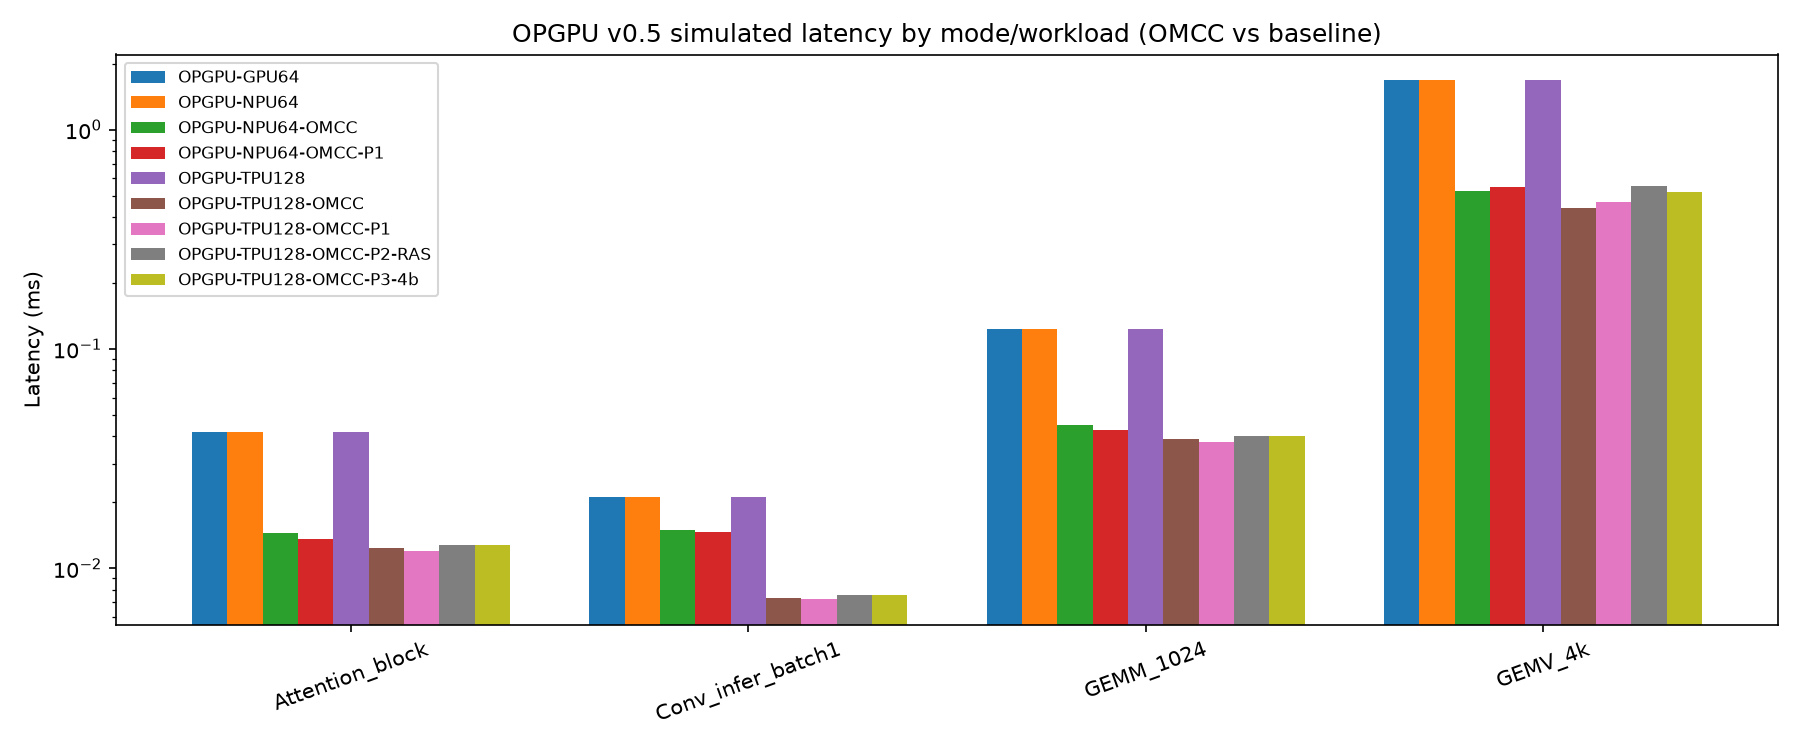 OPGPU v0.5 simulated latency by mode/workload (OMCC vs baseline)
OPGPU-GPU64
OPGPU-NPU64
OPGPU-NPU64-OMCC
OPGPU-NPU64-OMCC-P1
OPGPU-TPU128
OPGPU-TPU128-OMCC
OPGPU-TPU128-OMCC-P1
OPGPU-TPU128-OMCC-P2-RAS
OPGPU-TPU128-OMCC-P3-4b
Latency (ms)
10⁰
10⁻¹
10⁻²
Attention_block
Conv_infer_batch1
GEMM_1024
GEMV_4k